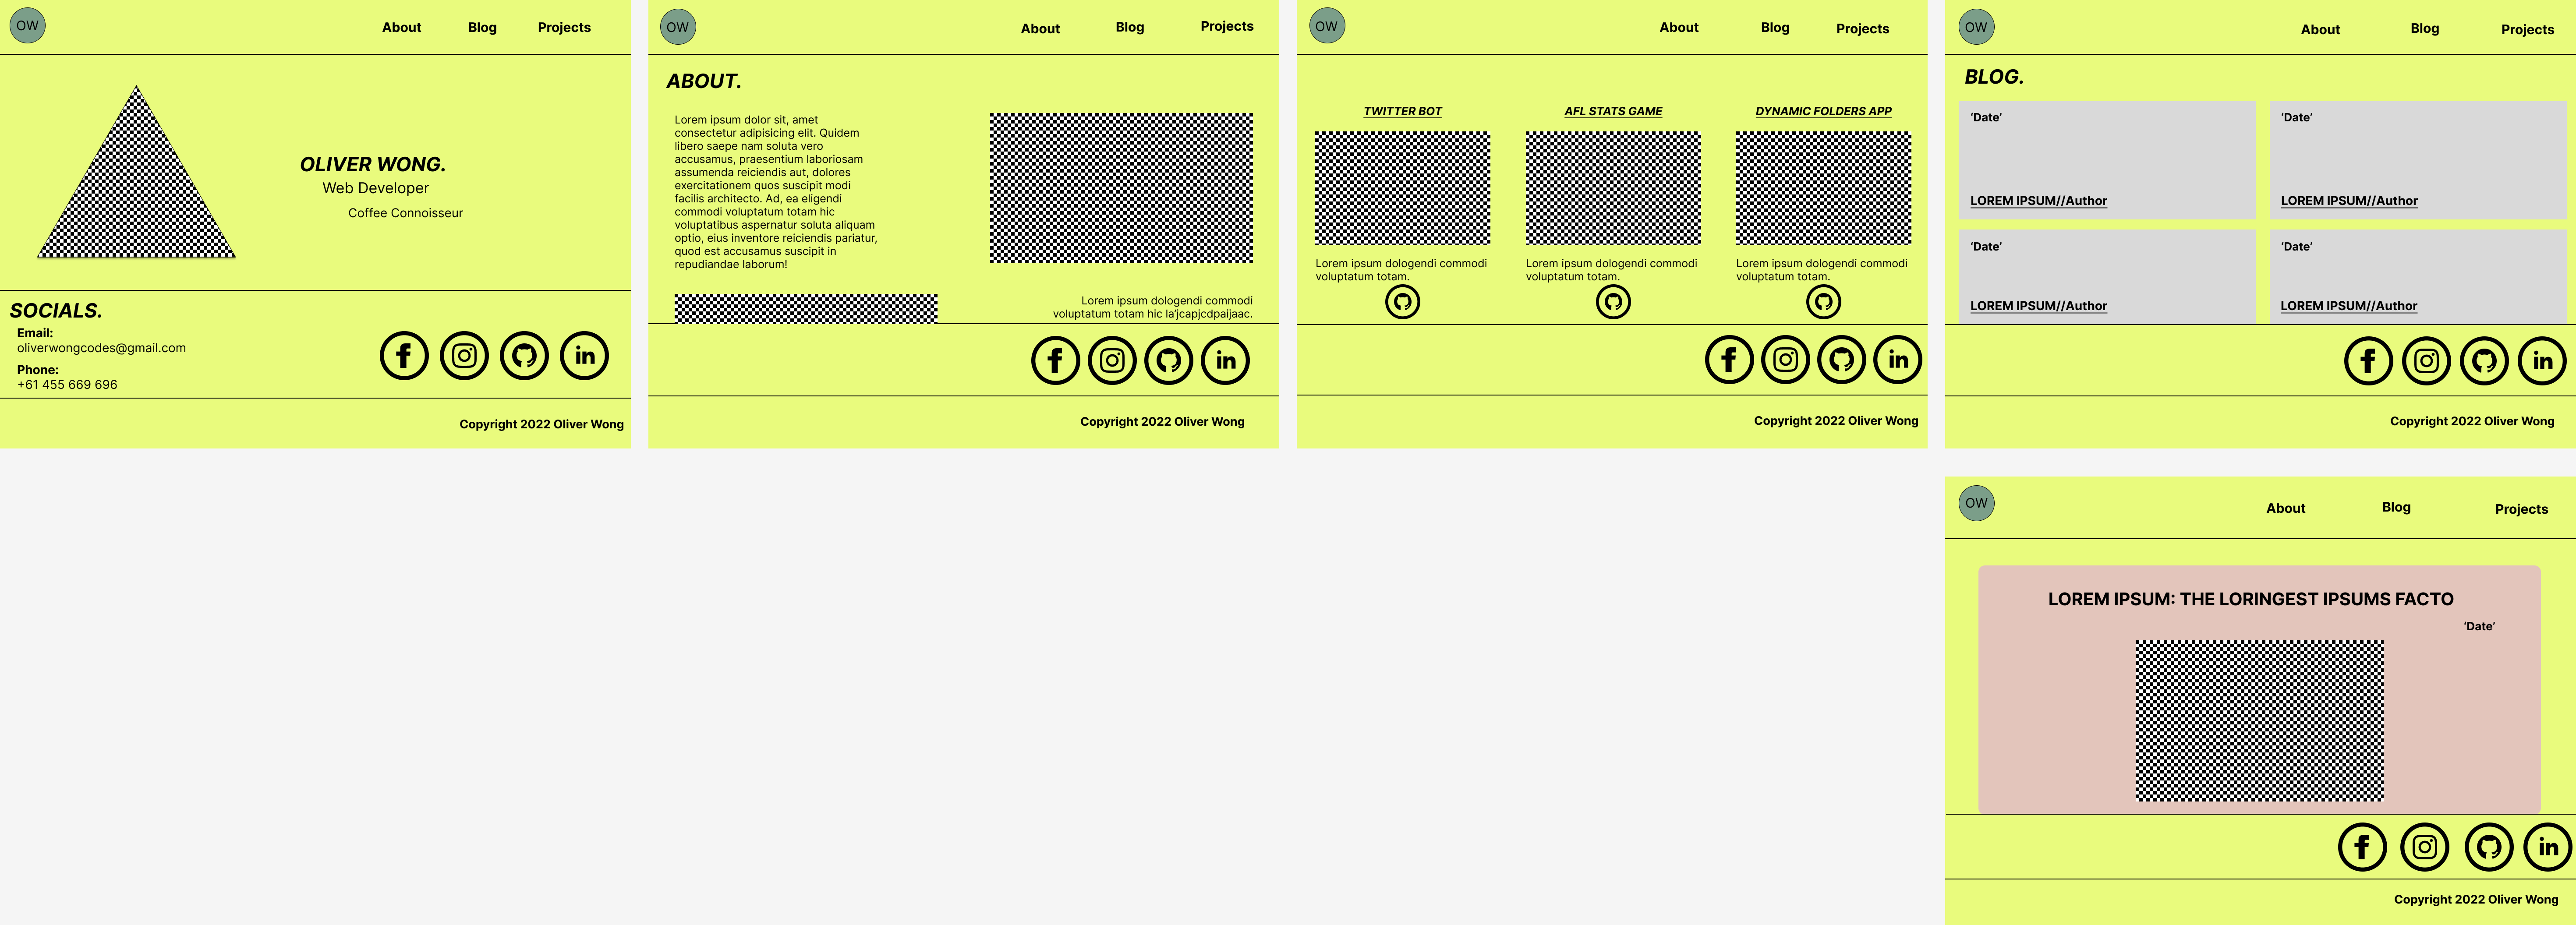 OW
About
Blog
Projects
OLIVER WONG.
Web Developer
Coffee Connoisseur
SOCIALS.
Email:
oliverwongcodes@gmail.com
Phone:
+61 455 669 696
in
Copyright 2022 Oliver Wong
OW
About
Blog
Projects
ABOUT.
Lorem ipsum dolor sit, amet
consectetur adipisicing elit. Quidem
libero saepe nam soluta vero
accusamus, praesentium laboriosam
assumenda reiciendis aut, dolores
exercitationem quos suscipit modi
facilis architecto. Ad, ea eligendi
commodi voluptatum totam hic
voluptatibus aspernatur soluta aliquam
optio, eius inventore reiciendis pariatur,
quod est accusamus suscipit in
repudiandae laborum!
Lorem ipsum dologendi commodi
voluptatum totam hic la'jcapjcdpaijaac.
in
Copyright 2022 Oliver Wong
OW
About
Blog
Projects
TWITTER BOT
Lorem ipsum dologendi commodi
voluptatum totam.
AFL STATS GAME
Lorem ipsum dologendi commodi
voluptatum totam.
DYNAMIC FOLDERS APP
Lorem ipsum dologendi commodi
voluptatum totam.
in
Copyright 2022 Oliver Wong
OW
About
Blog
Projects
BLOG.
‘Date’
LOREM IPSUM//Author
‘Date’
LOREM IPSUM//Author
‘Date’
LOREM IPSUM//Author
‘Date’
LOREM IPSUM//Author
in
Copyright 2022 Oliver Wong
OW
About
Blog
Projects
LOREM IPSUM: THE LORINGEST IPSUMS FACTO
‘Date’
in
Copyright 2022 Oliver Wong